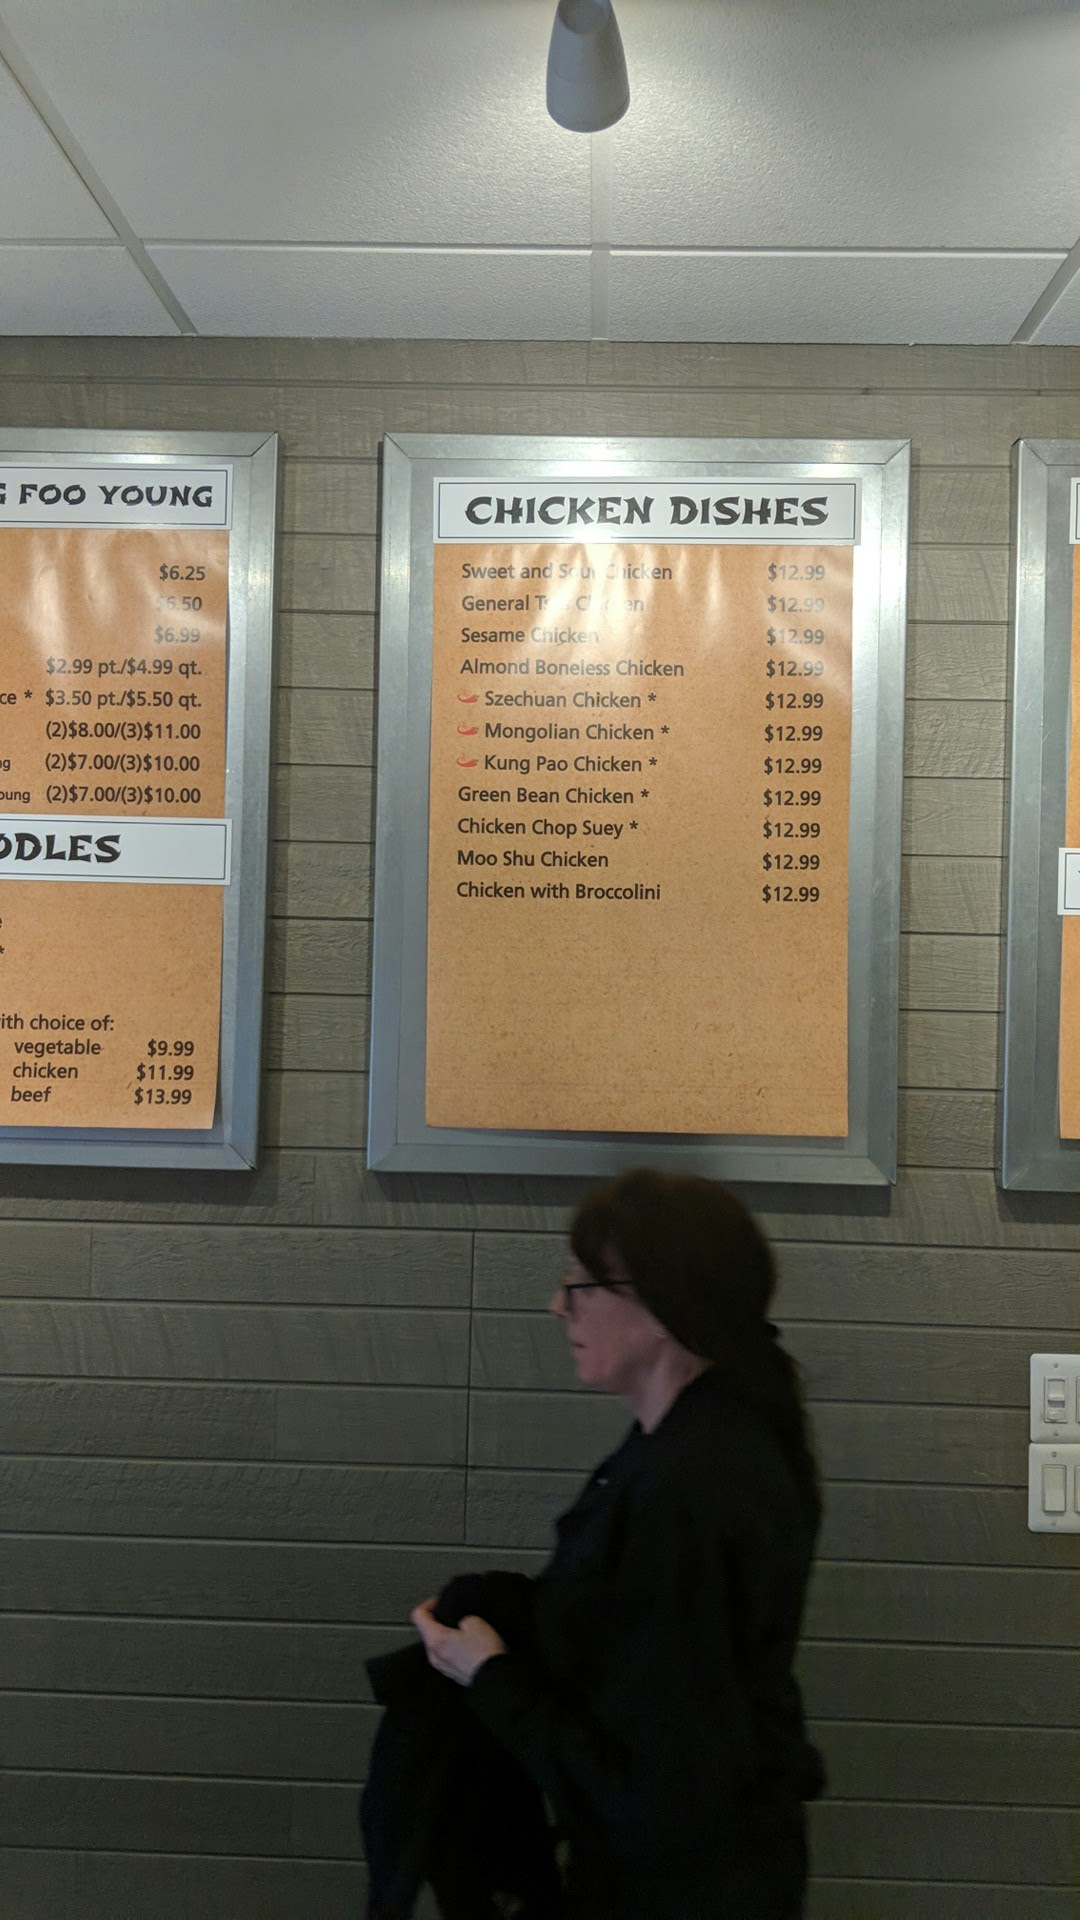 G FOO YOUNG
$6.25
$6.50
$6.99
$2.99 pt./$4.99 qt.
ce * $3.50 pt./$5.50 qt.
(2)$8.00/(3)$11.00
(2)$7.00/(3)$10.00
oung (2)$7.00/(3)$10.00
ODLES
*
ith choice of:
vegetable $9.99
chicken $11.99
beef $13.99
CHICKEN DISHES
Sweet and Sour Chicken $12.99
General Tso's Chicken $12.99
Sesame Chicken $12.99
Almond Boneless Chicken $12.99
Szechuan Chicken * $12.99
Mongolian Chicken * $12.99
Kung Pao Chicken * $12.99
Green Bean Chicken * $12.99
Chicken Chop Suey * $12.99
Moo Shu Chicken $12.99
Chicken with Broccolini $12.99